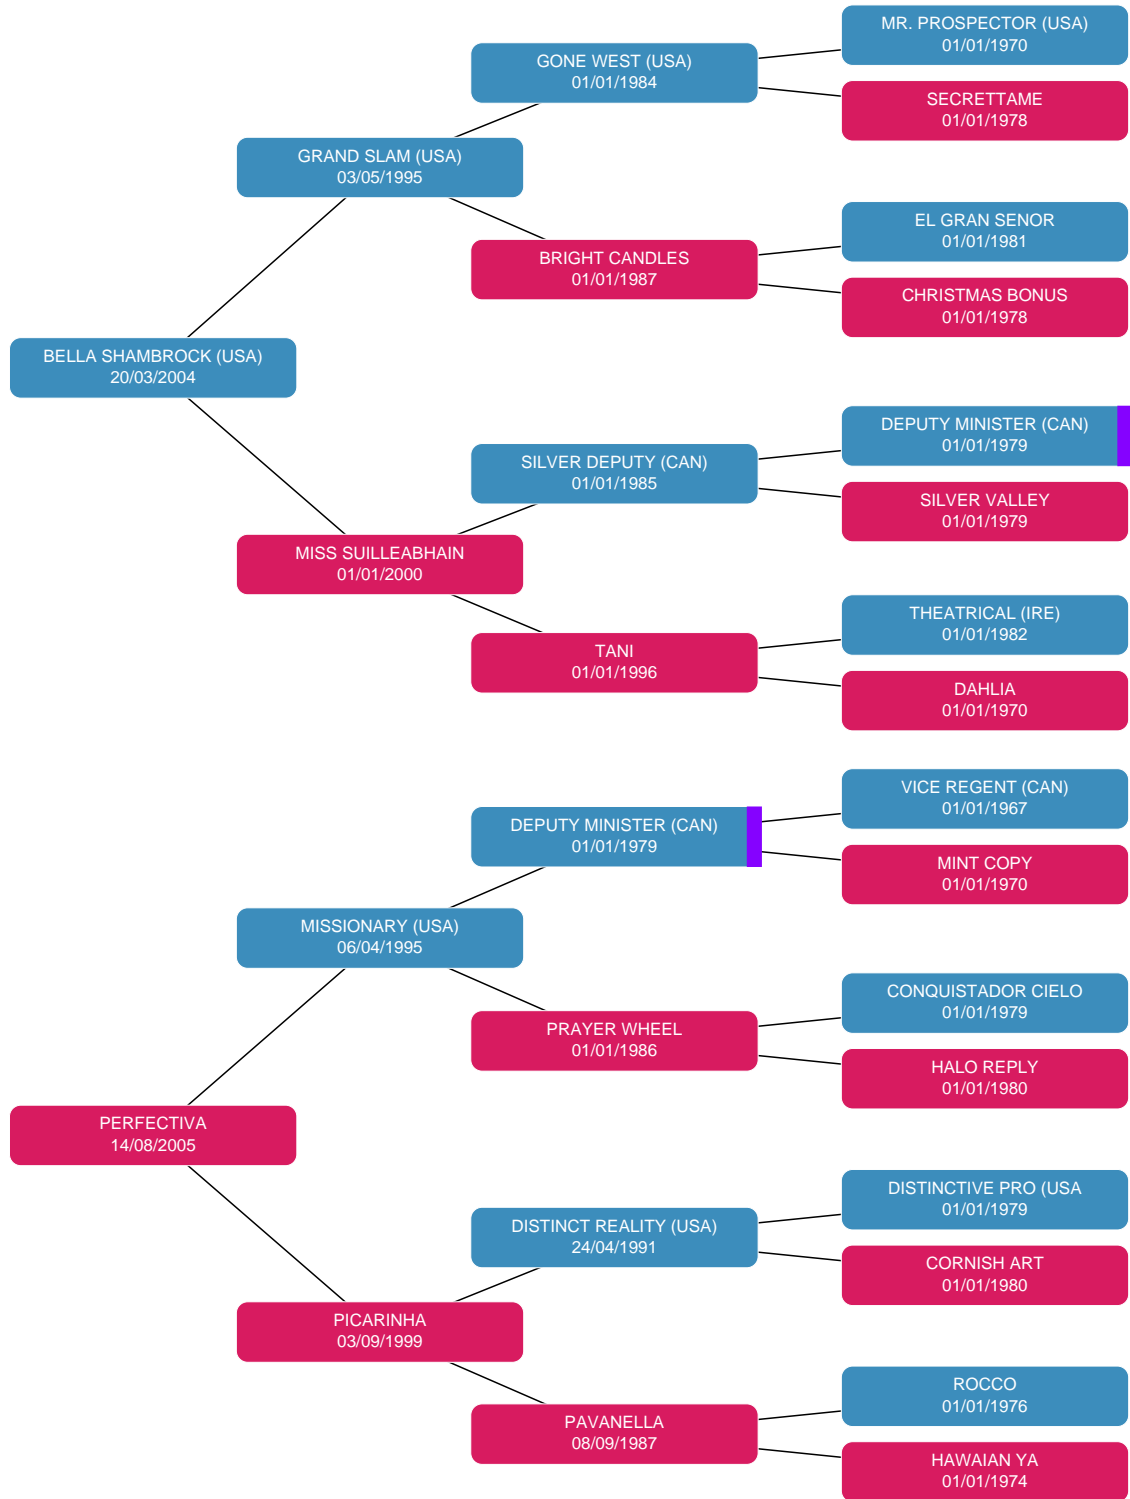 MR. PROSPECTOR (USA)
01/01/1970
GONE WEST (USA)
01/01/1984
SECRETTAME
01/01/1978
GRAND SLAM (USA)
03/05/1995
EL GRAN SENOR
01/01/1981
BRIGHT CANDLES
01/01/1987
CHRISTMAS BONUS
01/01/1978
BELLA SHAMBROCK (USA)
20/03/2004
DEPUTY MINISTER (CAN)
01/01/1979
SILVER DEPUTY (CAN)
01/01/1985
SILVER VALLEY
01/01/1979
MISS SUILLEABHAIN
01/01/2000
THEATRICAL (IRE)
01/01/1982
TANI
01/01/1996
DAHLIA
01/01/1970
VICE REGENT (CAN)
01/01/1967
DEPUTY MINISTER (CAN)
01/01/1979
MINT COPY
01/01/1970
MISSIONARY (USA)
06/04/1995
CONQUISTADOR CIELO
01/01/1979
PRAYER WHEEL
01/01/1986
HALO REPLY
01/01/1980
PERFECTIVA
14/08/2005
DISTINCTIVE PRO (USA
01/01/1979
DISTINCT REALITY (USA)
24/04/1991
CORNISH ART
01/01/1980
PICARINHA
03/09/1999
ROCCO
01/01/1976
PAVANELLA
08/09/1987
HAWAIAN YA
01/01/1974